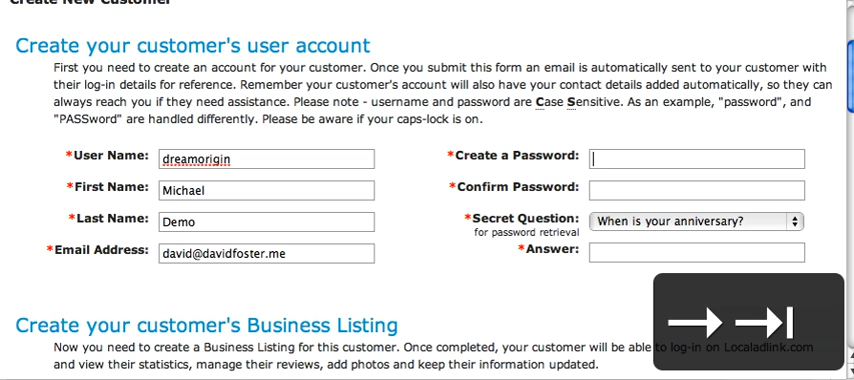 Create New Customer
Create your customer's user account
First you need to create an account for your customer. Once you submit this form an email is automatically sent to your customer with
their log-in details for reference. Remember your customer's account will also have your contact details added automatically, so they can
always reach you if they need assistance. Please note - username and password are Case Sensitive. As an example, "password", and
"PASSword" are handled differently. Please be aware if your caps-lock is on.
*User Name: dreamorigin *Create a Password:
*First Name: Michael *Confirm Password:
*Last Name: Demo *Secret Question: When is your anniversary?
for password retrieval
*Email Address: david@davidfoster.me *Answer:
Create your customer's Business Listing
Now you need to create a Business Listing for this customer. Once completed, your customer will be able to log-in on Localadlink.com
and view their statistics, manage their reviews, add photos and keep their information updated.